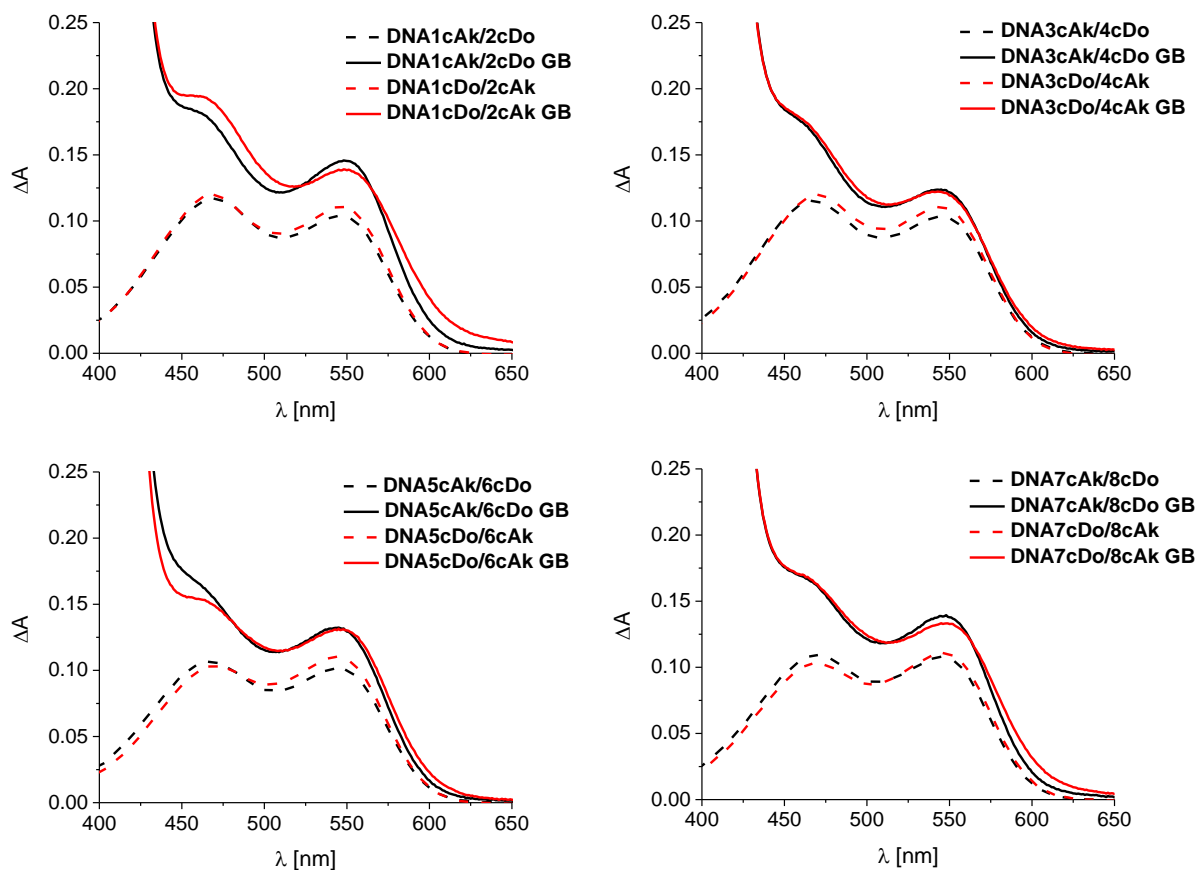 0.25
0.20
0.15
0.10
0.05
0.00
ΔA
400 450 500 550 600 650
λ [nm]
DNA1cAk/2cDo
DNA1cAk/2cDo GB
DNA1cDo/2cAk
DNA1cDo/2cAk GB
0.25
0.20
0.15
0.10
0.05
0.00
ΔA
400 450 500 550 600 650
λ [nm]
DNA3cAk/4cDo
DNA3cAk/4cDo GB
DNA3cDo/4cAk
DNA3cDo/4cAk GB
0.25
0.20
0.15
0.10
0.05
0.00
ΔA
400 450 500 550 600 650
λ [nm]
DNA5cAk/6cDo
DNA5cAk/6cDo GB
DNA5cDo/6cAk
DNA5cDo/6cAk GB
0.25
0.20
0.15
0.10
0.05
0.00
ΔA
400 450 500 550 600 650
λ [nm]
DNA7cAk/8cDo
DNA7cAk/8cDo GB
DNA7cDo/8cAk
DNA7cDo/8cAk GB